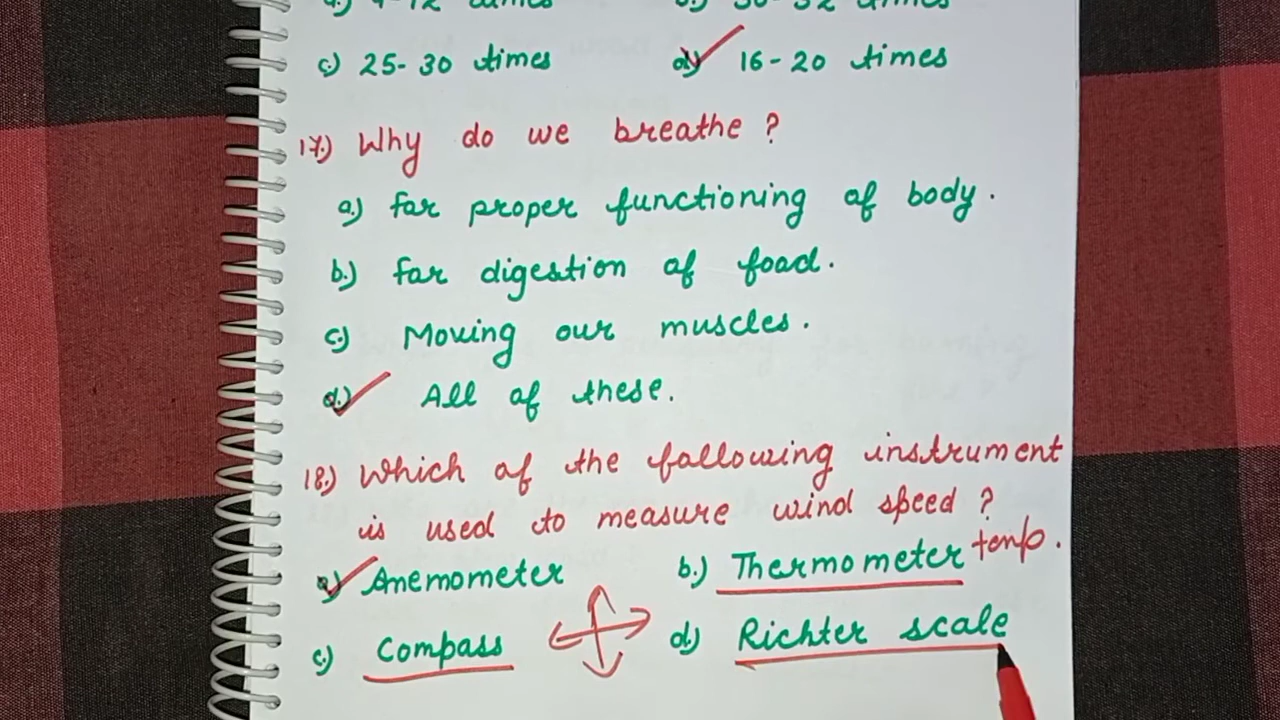 c.) 25-30 times d.) 16-20 times
17.) Why do we breathe ?
a.) For proper functioning of body.
b.) For digestion of food.
c.) Moving our muscles.
d.) All of these.
18.) Which of the following instrument
is used to measure wind speed ?
a.) Anemometer b.) Thermometer temp.
c.) Compass d.) Richter scale